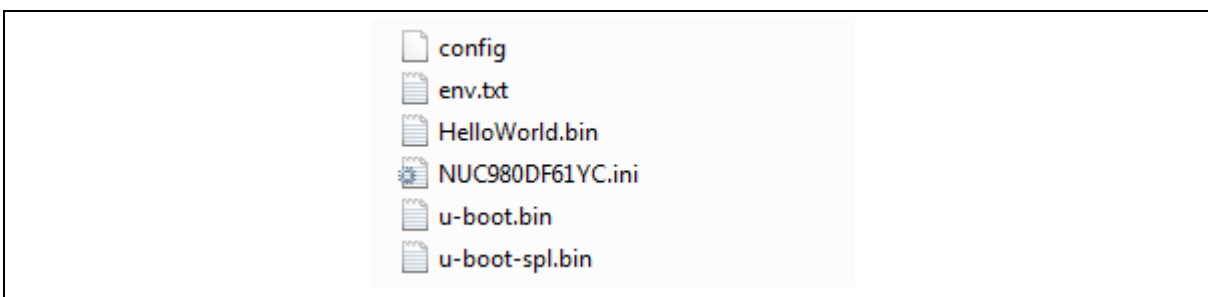 config
env.txt
HelloWorld.bin
NUC980DF61YC.ini
u-boot.bin
u-boot-spl.bin